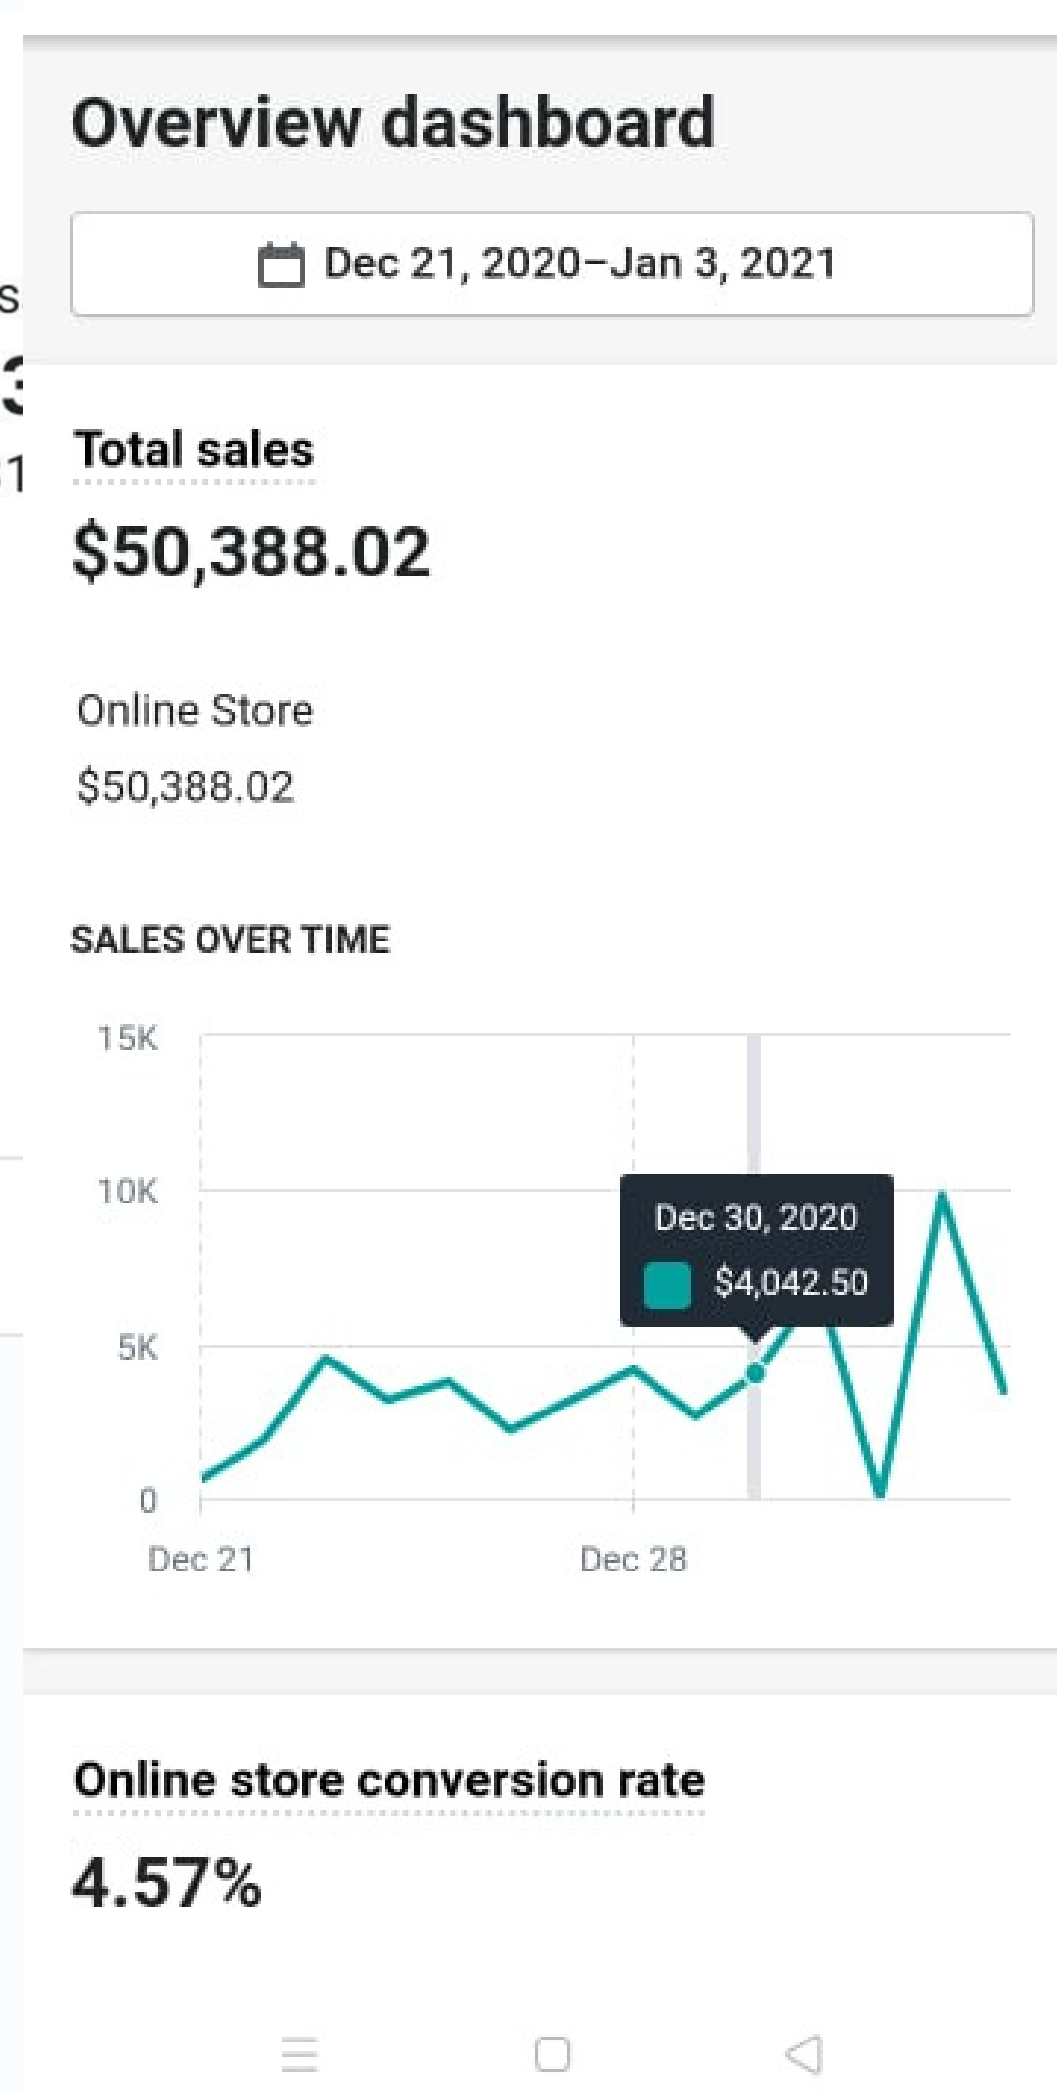 Overview dashboard
Dec 21, 2020–Jan 3, 2021
Total sales
$50,388.02
Online Store
$50,388.02
SALES OVER TIME
15K
10K
Dec 30, 2020
$4,042.50
5K
0
Dec 21
Dec 28
Online store conversion rate
4.57%